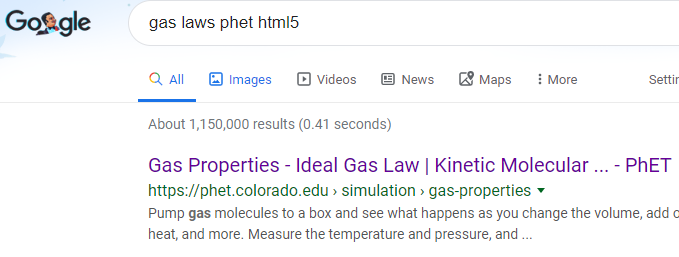 Google
gas laws phet html5
All Images Videos News Maps More Settin
About 1,150,000 results (0.41 seconds)
Gas Properties - Ideal Gas Law | Kinetic Molecular ... - PhET
https://phet.colorado.edu › simulation › gas-properties
Pump gas molecules to a box and see what happens as you change the volume, add o
heat, and more. Measure the temperature and pressure, and ...